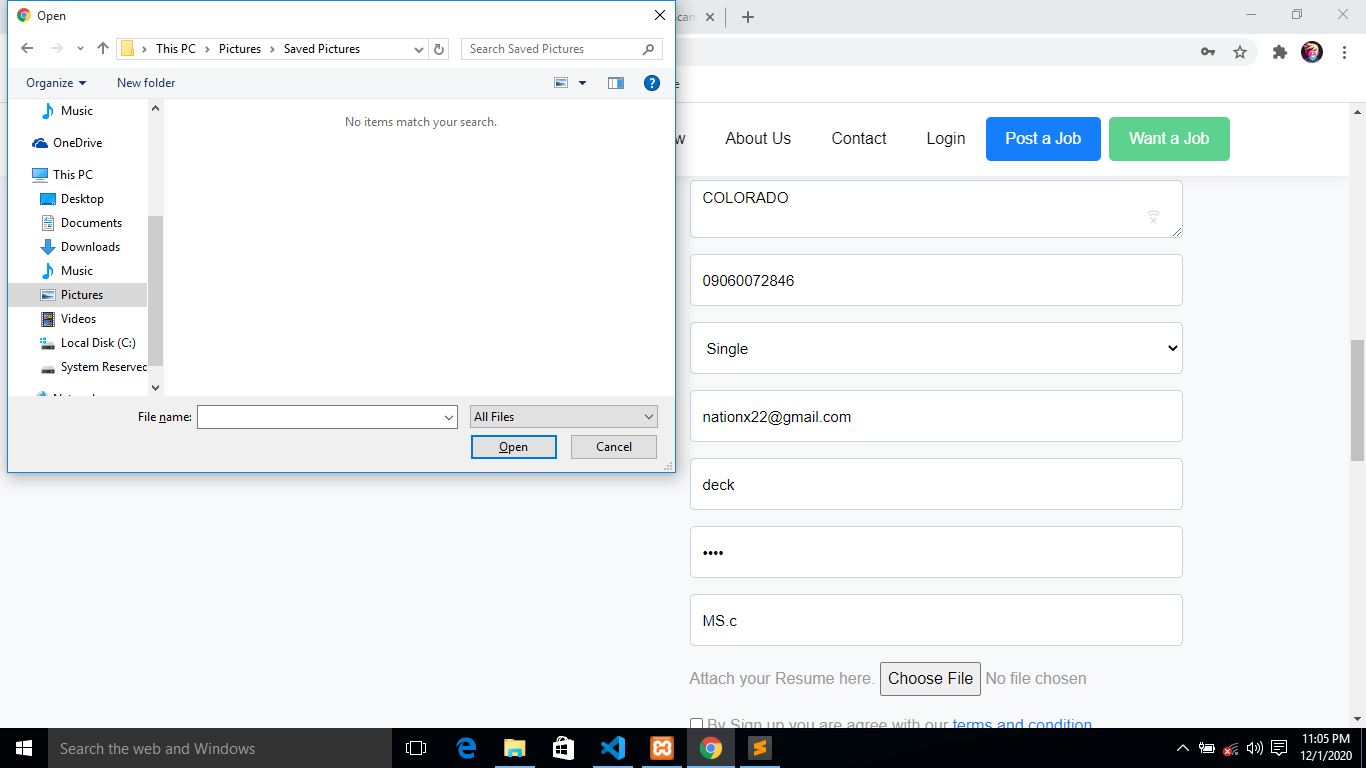 Open
scan
This PC > Pictures > Saved Pictures
Search Saved Pictures
Organize
New folder
Music
OneDrive
This PC
Desktop
Documents
Downloads
Music
Pictures
Videos
Local Disk (C:)
System Reserved
No items match your search.
File name:
All Files
Open
Cancel
About Us
Contact
Login
Post a Job
Want a Job
COLORADO
09060072846
Single
nationx22@gmail.com
deck
••••
MS.c
Attach your Resume here. Choose File No file chosen
By Sign up you are agree with our terms and condition
Search the web and Windows
11:05 PM
12/1/2020